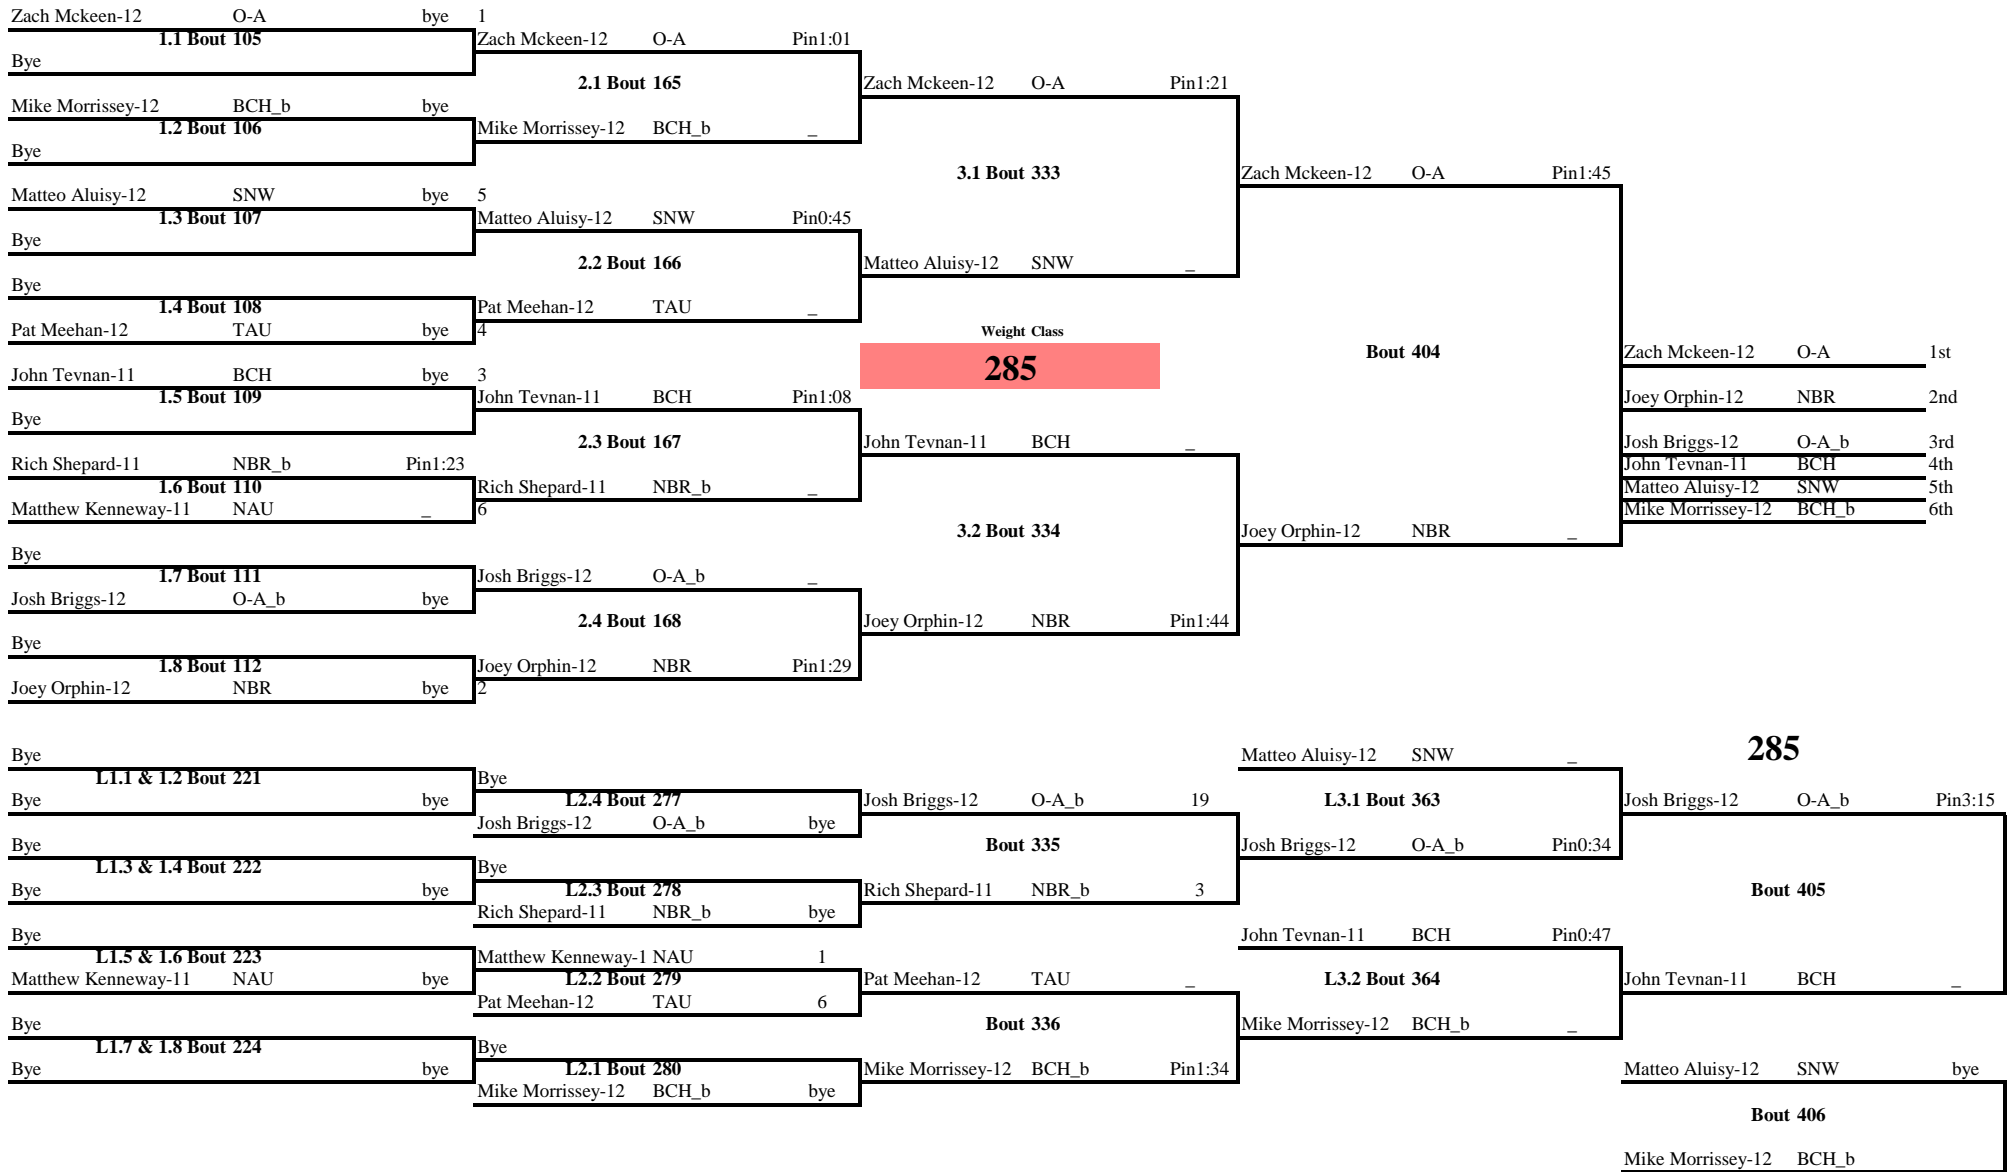 Zach Mckeen-12 O-A bye 1
1.1 Bout 105
Bye
Mike Morrissey-12 BCH_b bye
1.2 Bout 106
Bye
Matteo Aluisy-12 SNW bye 5
1.3 Bout 107
Bye
Bye
1.4 Bout 108
Pat Meehan-12 TAU bye 4
John Tevnan-11 BCH bye 3
1.5 Bout 109
Bye
Rich Shepard-11 NBR_b Pin1:23
1.6 Bout 110
Matthew Kenneway-11 NAU _ 6
Bye
1.7 Bout 111
Josh Briggs-12 O-A_b bye
Bye
1.8 Bout 112
Joey Orphin-12 NBR bye 2
Zach Mckeen-12 O-A Pin1:01
2.1 Bout 165
Mike Morrissey-12 BCH_b _
Matteo Aluisy-12 SNW Pin0:45
2.2 Bout 166
Pat Meehan-12 TAU _
John Tevnan-11 BCH Pin1:08
2.3 Bout 167
Rich Shepard-11 NBR_b _
Josh Briggs-12 O-A_b _
2.4 Bout 168
Joey Orphin-12 NBR Pin1:29
Zach Mckeen-12 O-A Pin1:21
3.1 Bout 333
Matteo Aluisy-12 SNW _
Weight Class
285
John Tevnan-11 BCH _
3.2 Bout 334
Joey Orphin-12 NBR Pin1:44
Zach Mckeen-12 O-A Pin1:45
Bout 404
Joey Orphin-12 NBR _
Zach Mckeen-12 O-A 1st
Joey Orphin-12 NBR 2nd
Josh Briggs-12 O-A_b 3rd
John Tevnan-11 BCH 4th
Matteo Aluisy-12 SNW 5th
Mike Morrissey-12 BCH_b 6th
Bye
L1.1 & 1.2 Bout 221
Bye bye
Bye
L1.3 & 1.4 Bout 222
Bye bye
Bye
L1.5 & 1.6 Bout 223
Matthew Kenneway-11 NAU bye
Bye
L1.7 & 1.8 Bout 224
Bye bye
Bye
L2.4 Bout 277
Josh Briggs-12 O-A_b bye
Bye
L2.3 Bout 278
Rich Shepard-11 NBR_b bye
Matthew Kenneway-1 NAU 1
L2.2 Bout 279
Pat Meehan-12 TAU 6
Bye
L2.1 Bout 280
Mike Morrissey-12 BCH_b bye
Josh Briggs-12 O-A_b 19
Bout 335
Rich Shepard-11 NBR_b 3
Pat Meehan-12 TAU _
Bout 336
Mike Morrissey-12 BCH_b Pin1:34
Matteo Aluisy-12 SNW _
L3.1 Bout 363
Josh Briggs-12 O-A_b Pin0:34
John Tevnan-11 BCH Pin0:47
L3.2 Bout 364
Mike Morrissey-12 BCH_b _
285
Josh Briggs-12 O-A_b Pin3:15
Bout 405
John Tevnan-11 BCH _
Matteo Aluisy-12 SNW bye
Bout 406
Mike Morrissey-12 BCH_b